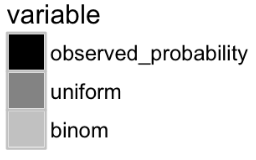 variable
observed_probability
uniform
binom